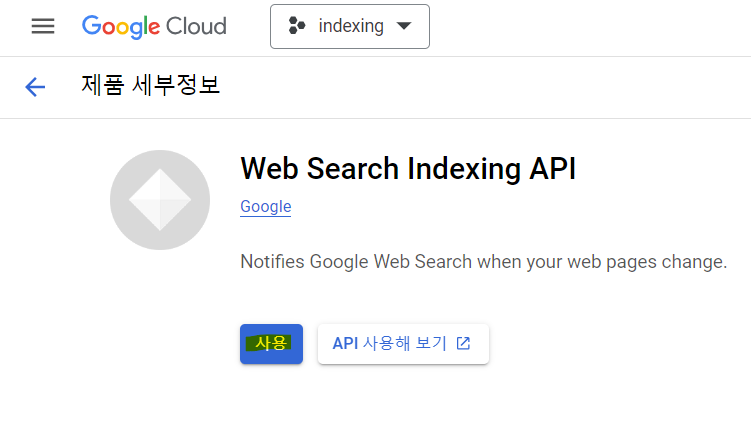 Google Cloud
indexing
제품 세부정보
Web Search Indexing API
Google
Notifies Google Web Search when your web pages change.
사용
API 사용해 보기